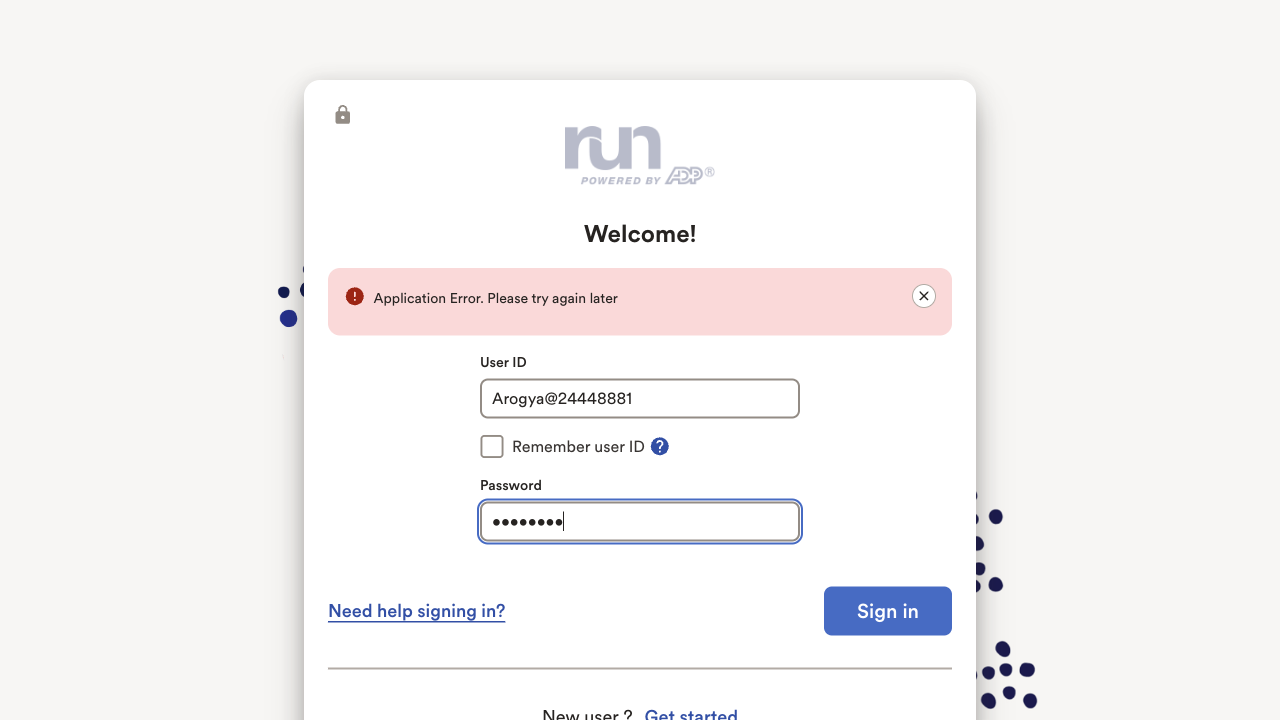 run
POWERED BY ADP®
Welcome!
Application Error. Please try again later
User ID
Arogya@24448881
Remember user ID ?
Password
••••••••
Need help signing in?
Sign in
New user ? Get started